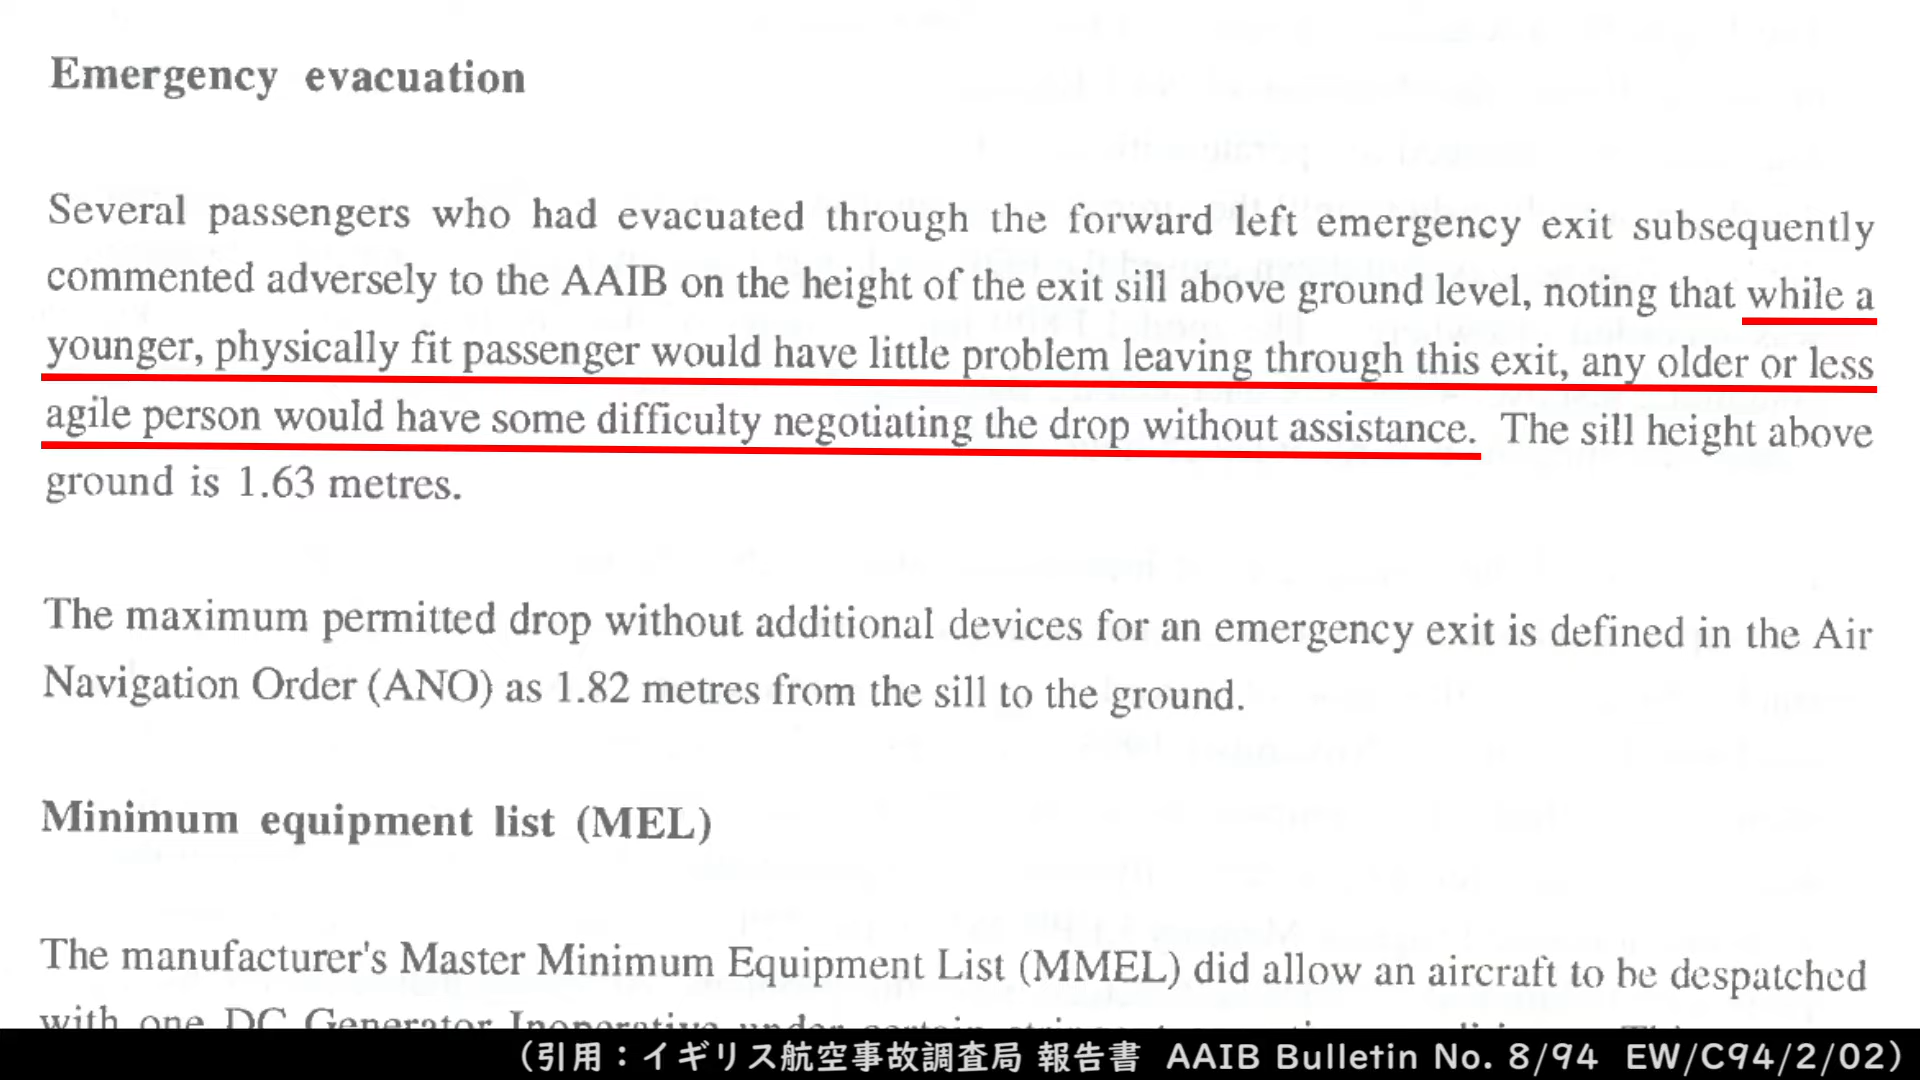 Emergency evacuation
Several passengers who had evacuated through the forward left emergency exit subsequently
commented adversely to the AAIB on the height of the exit sill above ground level, noting that while a
younger, physically fit passenger would have little problem leaving through this exit, any older or less
agile person would have some difficulty negotiating the drop without assistance. The sill height above
ground is 1.63 metres.
The maximum permitted drop without additional devices for an emergency exit is defined in the Air
Navigation Order (ANO) as 1.82 metres from the sill to the ground.
Minimum equipment list (MEL)
The manufacturer's Master Minimum Equipment List (MMEL) did allow an aircraft to be despatched
with one DC Generator Inoperative under certain
（引用：イギリス航空事故調査局 報告書 AAIB Bulletin No. 8/94 EW/C94/2/02）